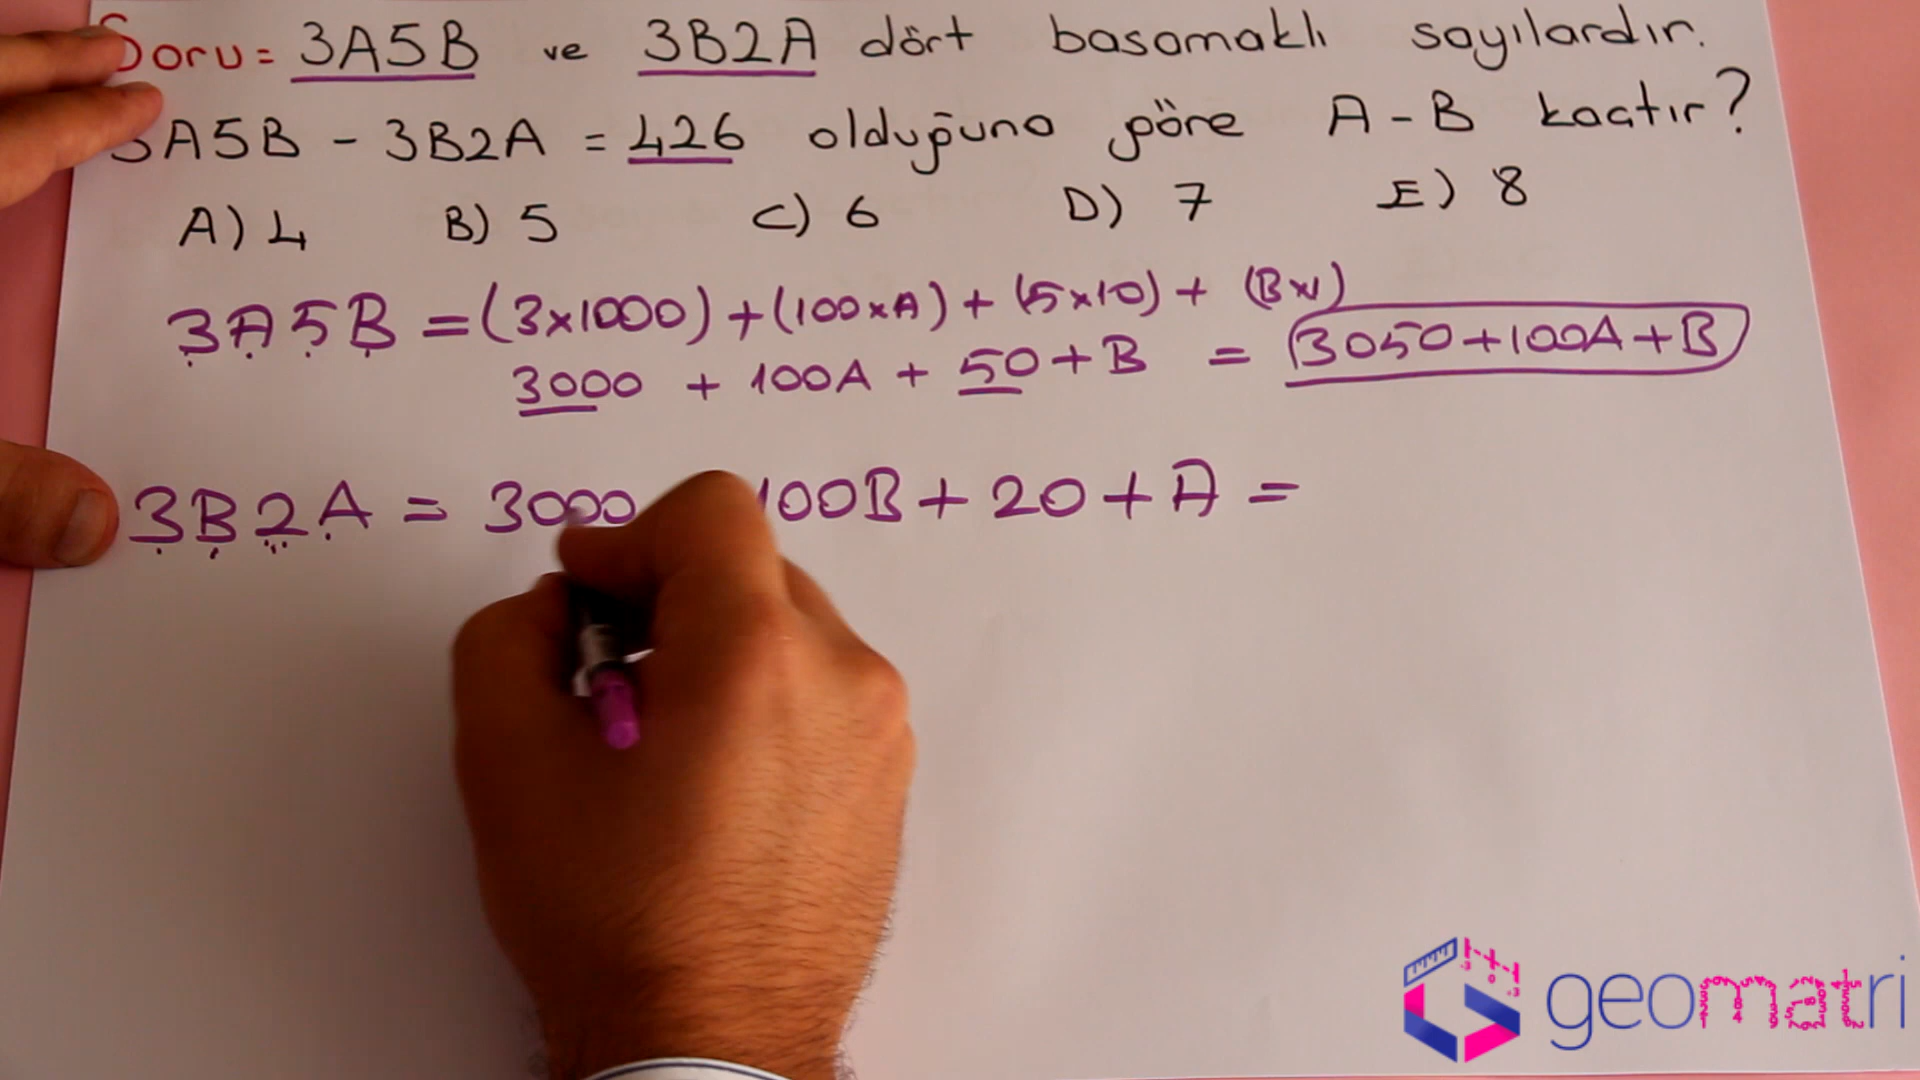 Soru= 3A5B ve 3B2A dört basamaklı sayılardır.
3A5B - 3B2A = 426 olduğuna göre A-B kaçtır?
A) 4 B) 5 C) 6 D) 7 E) 8
3A5B = (3x1000) + (100xA) + (5x10) + (Bx1)
3000 + 100A + 50 + B = 3050+100A+B
3B2A = 3000 100B + 20 + A =
geomatri